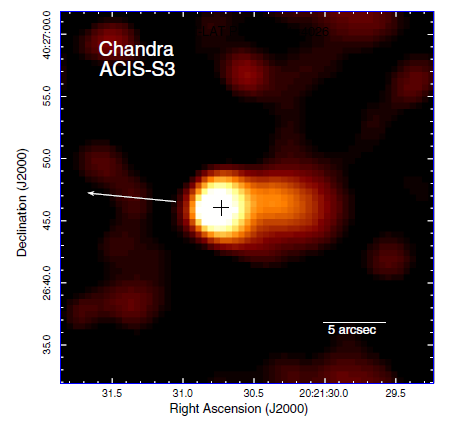 Chandra
ACIS-S3
40:27:00.0
55.0
50.0
45.0
26:40.0
35.0
Declination (J2000)
5 arcsec
31.5 31.0 30.5 20:21:30.0 29.5
Right Ascension (J2000)